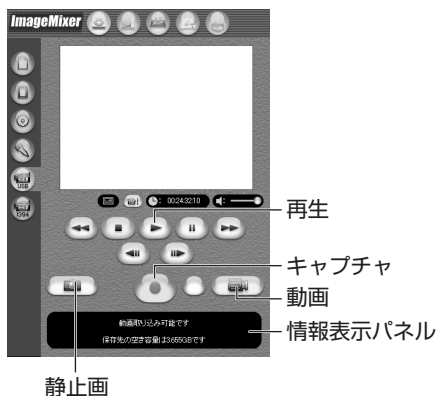 ImageMixer
USB
1394
00:24:32:10
再生
キャプチャ
動画
動画取り込み可能です
保存先の空き容量は3.655GBです
情報表示パネル
静止画